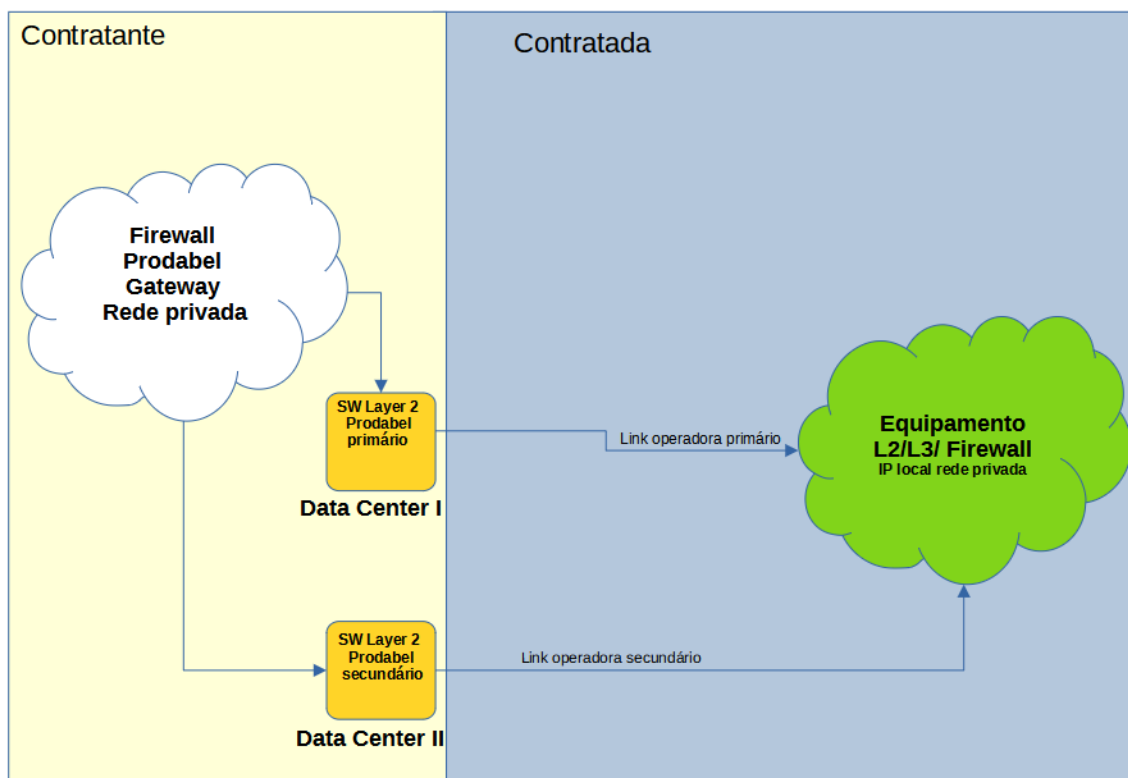 Contratante
Contratada
Firewall
Prodabel
Gateway
Rede privada
SW Layer 2
Prodabel
primário
Data Center I
Link operadora primário
Equipamento
L2/L3/ Firewall
IP local rede privada
SW Layer 2
Prodabel
secundário
Data Center II
Link operadora secundário